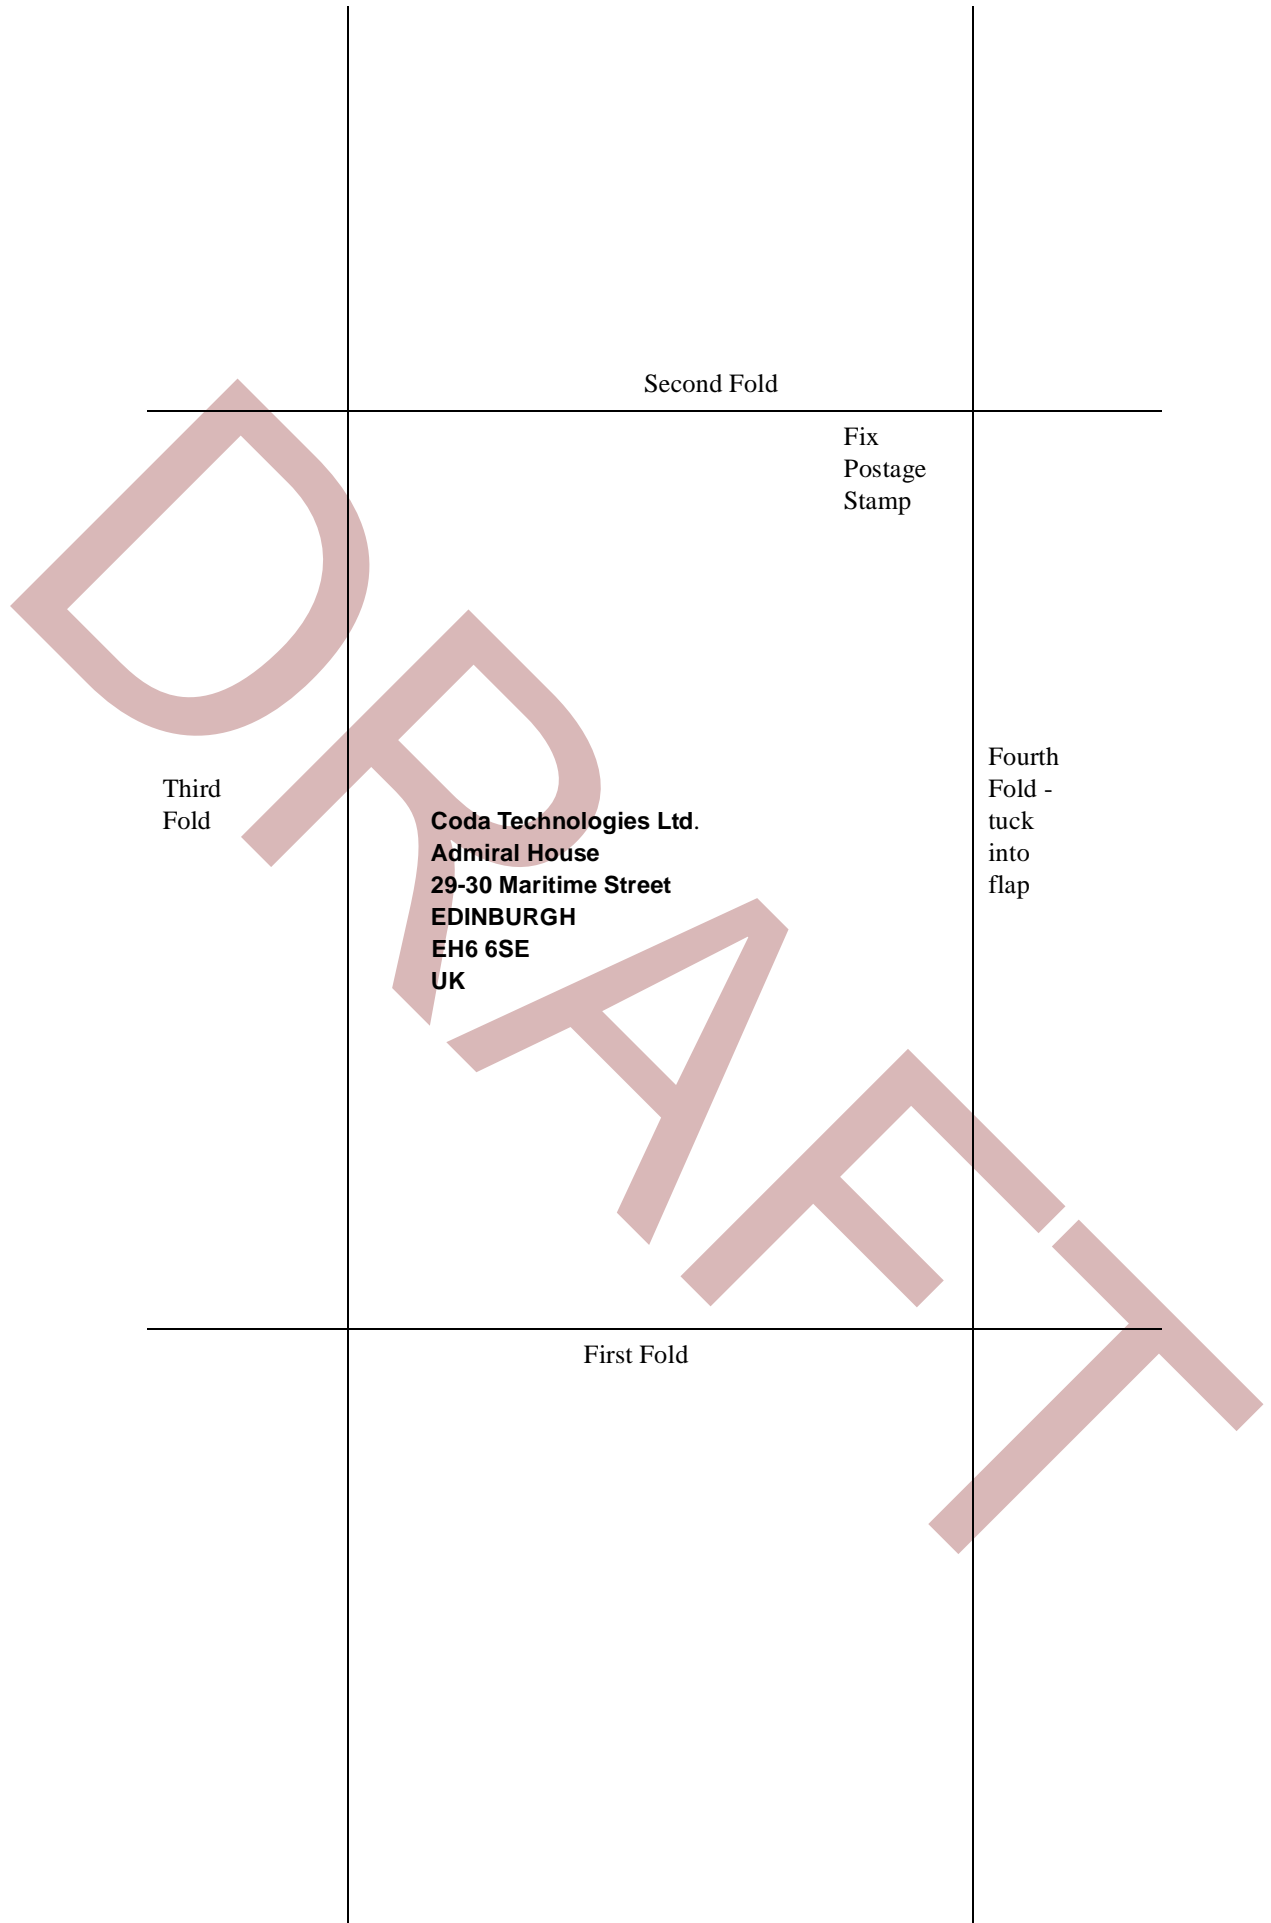 Second Fold
Fix
Postage
Stamp
Third
Fold
Fourth
Fold -
tuck
into
flap
Coda Technologies Ltd.
Admiral House
29-30 Maritime Street
EDINBURGH
EH6 6SE
UK
First Fold
DRAFT